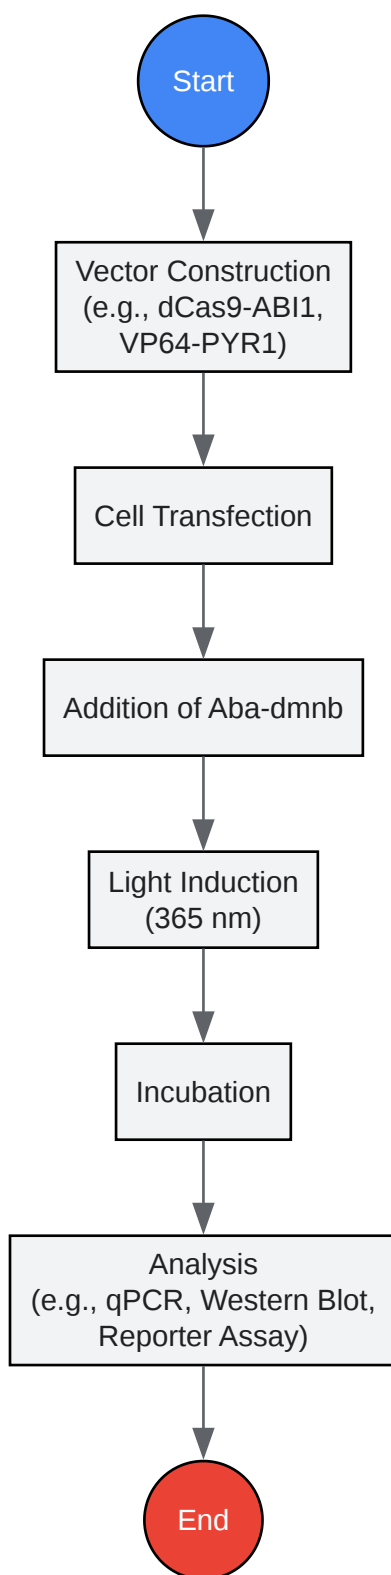 Start
Vector Construction
(e.g., dCas9-ABI1,
VP64-PYR1)
Cell Transfection
Addition of Aba-dmnb
Light Induction
(365 nm)
Incubation
Analysis
(e.g., qPCR, Western Blot,
Reporter Assay)
End